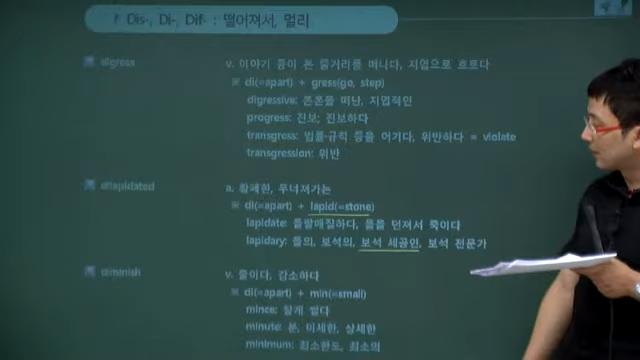 Dis-, Di-, Dif- : 떨어져서, 멀리
digress
v. 이야기 등이 본 줄거리를 떠나다, 지엽으로 흐르다
※ di(=apart) + gress(go, step)
digressive: 본론을 떠난, 지엽적인
progress: 진보; 진보하다
transgress: 법률·규칙 등을 어기다, 위반하다 = violate
transgression: 위반
dilapidated
a. 황폐한, 무너져가는
※ di(=apart) + lapid(=stone)
lapidate: 돌팔매질하다, 돌을 던져서 죽이다
lapidary: 돌의, 보석의, 보석 세공인, 보석 전문가
diminish
v. 줄이다, 감소하다
※ di(=apart) + min(=small)
mince: 잘게 썰다
minute: 분, 미세한, 상세한
minimum: 최소한도, 최소의